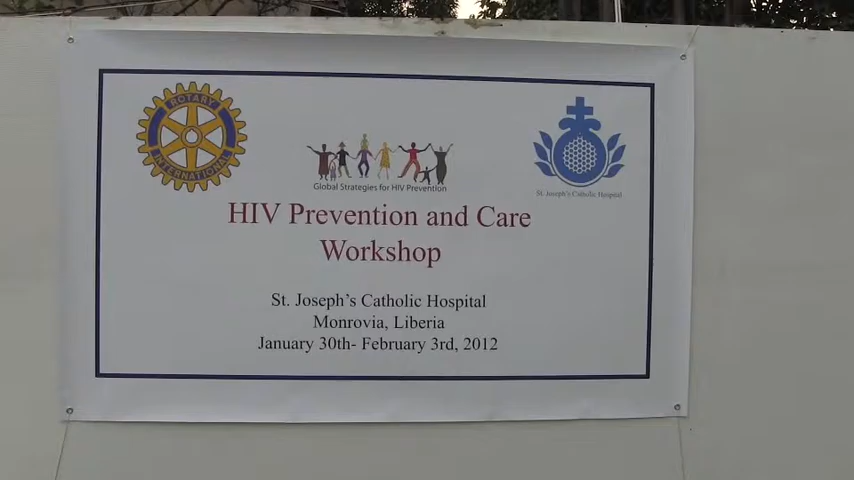 ROTARY
INTERNATIONAL
Global Strategies for HIV Prevention
St. Joseph's Catholic Hospital
HIV Prevention and Care
Workshop
St. Joseph's Catholic Hospital
Monrovia, Liberia
January 30th- February 3rd, 2012